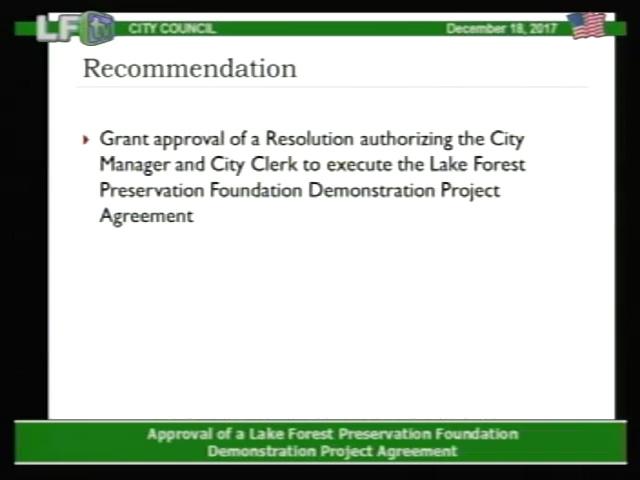 LF tv CITY COUNCIL December 18, 2017
Recommendation
Grant approval of a Resolution authorizing the City
Manager and City Clerk to execute the Lake Forest
Preservation Foundation Demonstration Project
Agreement
Approval of a Lake Forest Preservation Foundation
Demonstration Project Agreement